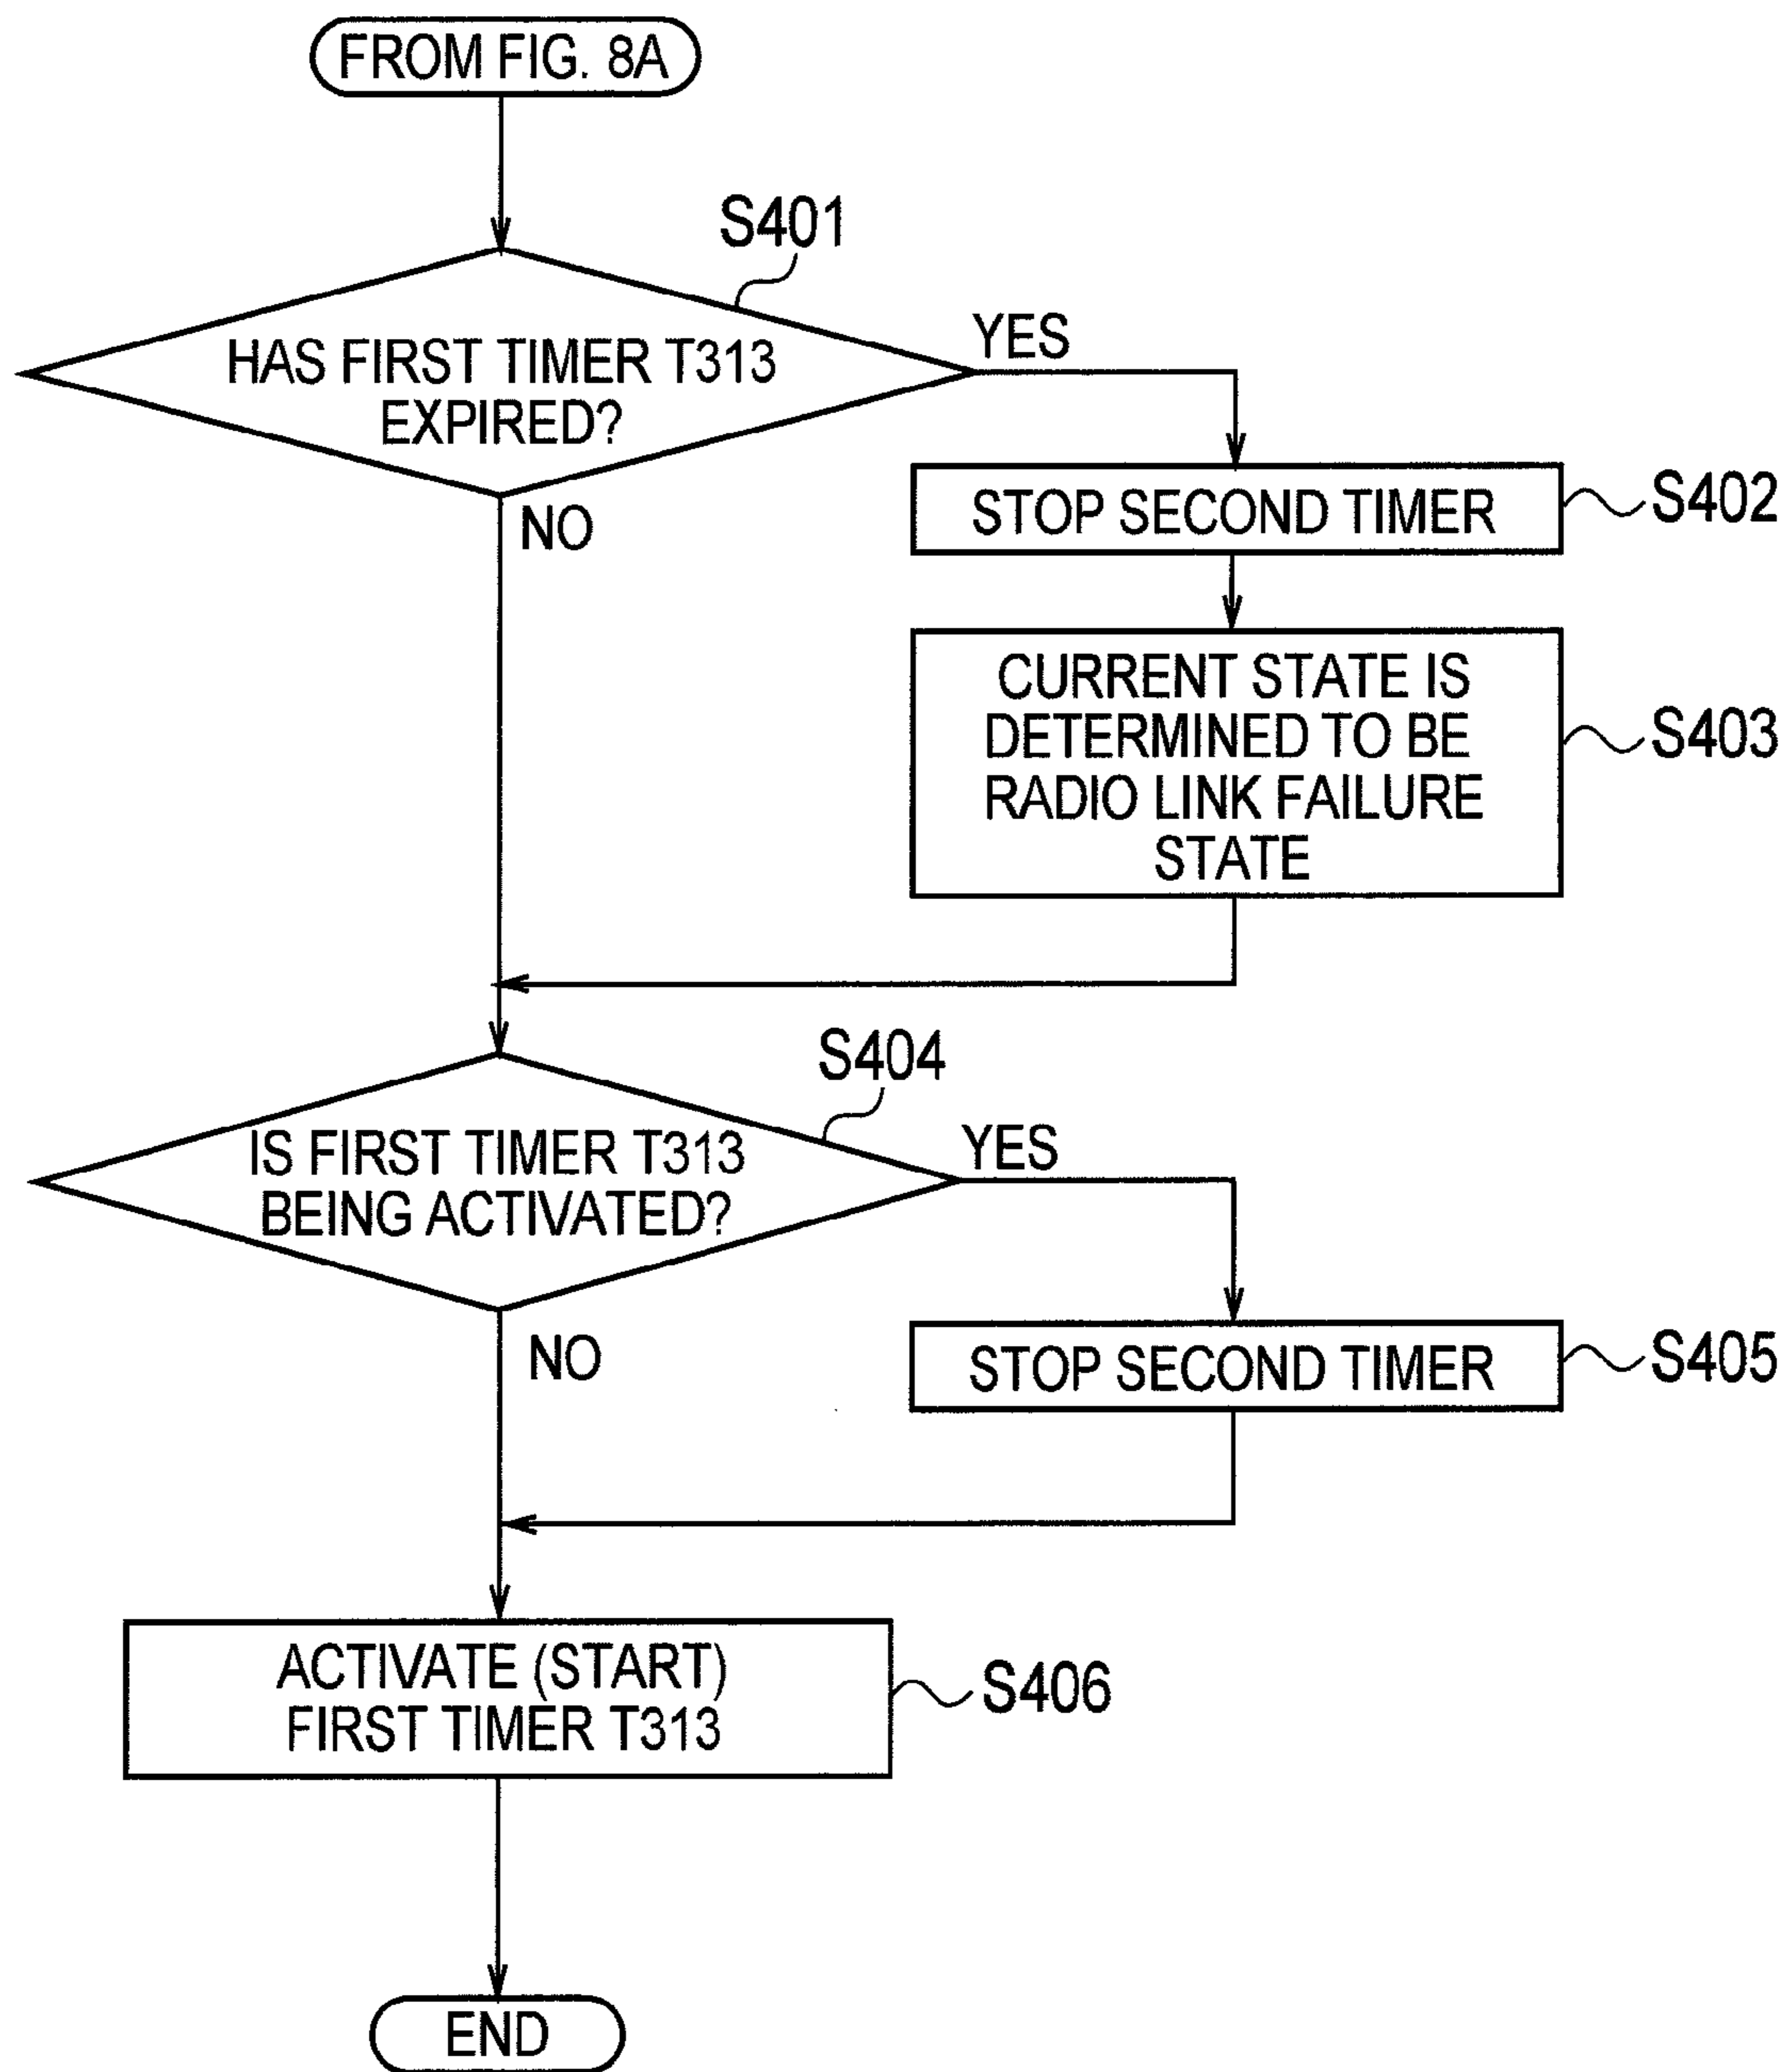 FROM FIG. 8A
S401
HAS FIRST TIMER T313
EXPIRED?
YES
NO
STOP SECOND TIMER
S402
CURRENT STATE IS
DETERMINED TO BE
RADIO LINK FAILURE
STATE
S403
S404
IS FIRST TIMER T313
BEING ACTIVATED?
YES
NO
STOP SECOND TIMER
S405
ACTIVATE (START)
FIRST TIMER T313
S406
END